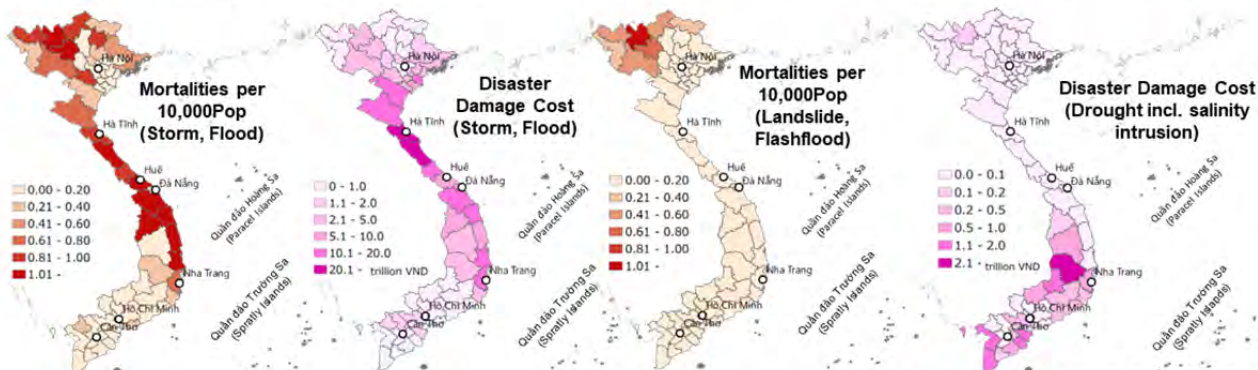 Hà Nội
Mortalities per
10,000Pop
(Storm, Flood)
Hà Tĩnh
Huế
Đà Nẵng
0.00 - 0.20
0.21 - 0.40
0.41 - 0.60
0.61 - 0.80
0.81 - 1.00
1.01 -
Quần đảo Hoàng Sa
(Paracel Islands)
Nha Trang
Hồ Chí Minh
Cần Thơ
Quần đảo Trường Sa
(Spratly Islands)
Hà Nội
Disaster
Damage Cost
(Storm, Flood)
Hà Tĩnh
Huế
Đà Nẵng
0 - 1.0
1.1 - 2.0
2.1 - 5.0
5.1 - 10.0
10.1 - 20.0
20.1 - trillion VND
Quần đảo Hoàng Sa
(Paracel Islands)
Nha Trang
Hồ Chí Minh
Cần Thơ
Quần đảo Trường Sa
(Spratly Islands)
Hà Nội
Mortalities per
10,000Pop
(Landslide,
Flashflood)
Hà Tĩnh
Huế
Đà Nẵng
0.00 - 0.20
0.21 - 0.40
0.41 - 0.60
0.61 - 0.80
0.81 - 1.00
1.01 -
Quần đảo Hoàng Sa
(Paracel Islands)
Nha Trang
Hồ Chí Minh
Cần Thơ
Quần đảo Trường Sa
(Spratly Islands)
Hà Nội
Disaster Damage Cost
(Drought incl. salinity
intrusion)
Hà Tĩnh
Huế
Đà Nẵng
0.0 - 0.1
0.1 - 0.2
0.2 - 0.5
0.5 - 1.0
1.1 - 2.0
2.1 - trillion VND
Quần đảo Hoàng Sa
(Paracel Islands)
Nha Trang
Hồ Chí Minh
Cần Thơ
Quần đảo Trường Sa
(Spratly Islands)